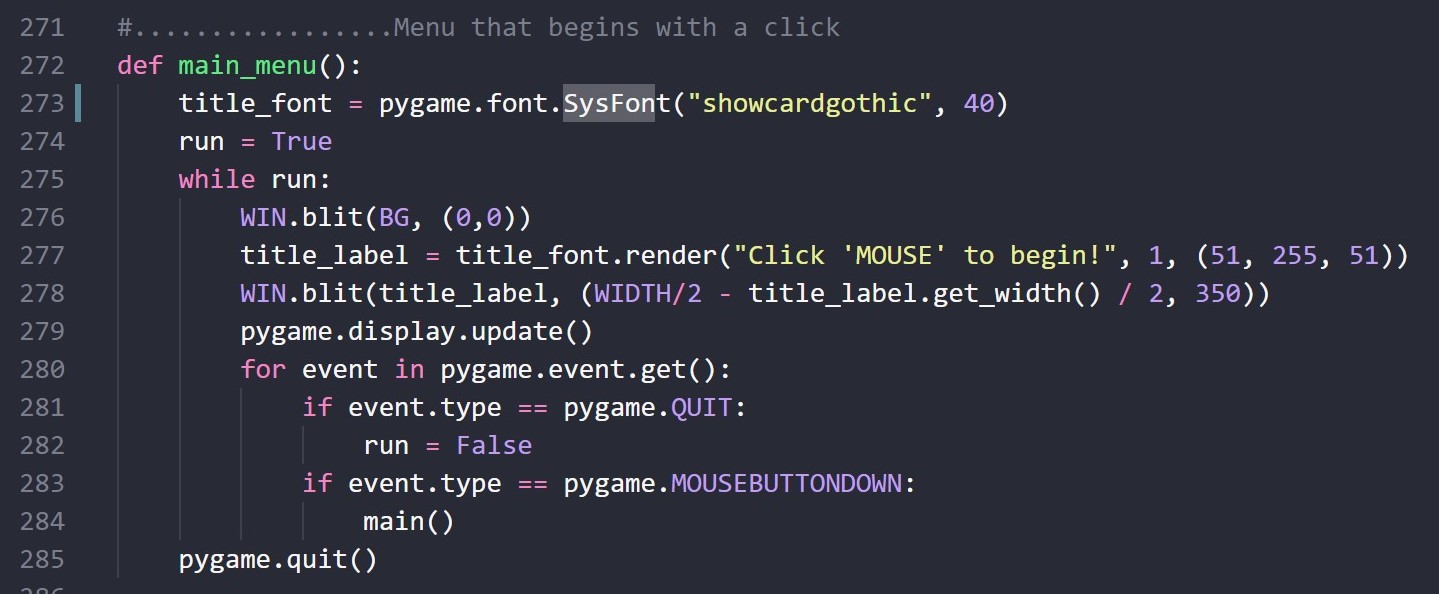 271 #.................Menu that begins with a click
272 def main_menu():
273     title_font = pygame.font.SysFont("showcardgothic", 40)
274     run = True
275     while run:
276         WIN.blit(BG, (0,0))
277         title_label = title_font.render("Click 'MOUSE' to begin!", 1, (51, 255, 51))
278         WIN.blit(title_label, (WIDTH/2 - title_label.get_width() / 2, 350))
279         pygame.display.update()
280         for event in pygame.event.get():
281             if event.type == pygame.QUIT:
282                 run = False
283             if event.type == pygame.MOUSEBUTTONDOWN:
284                 main()
285     pygame.quit()